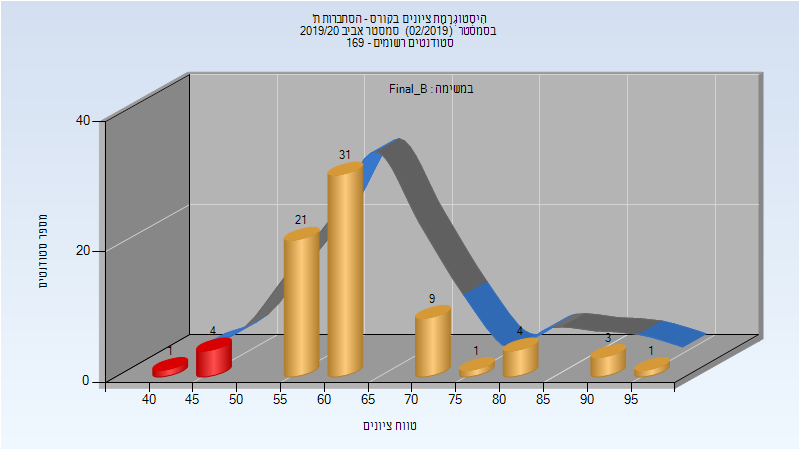 היסטוגרמת ציונים בקורס - הסתברות ת'
בסמסטר (02/2019) סמסטר אביב 2019/20
סטודנטים רשומים - 169
במשימה : Final_B
מספר סטודנטים
40
20
0
1
4
21
31
9
1
4
3
1
40 45 50 55 60 65 70 75 80 85 90 95
טווח ציונים